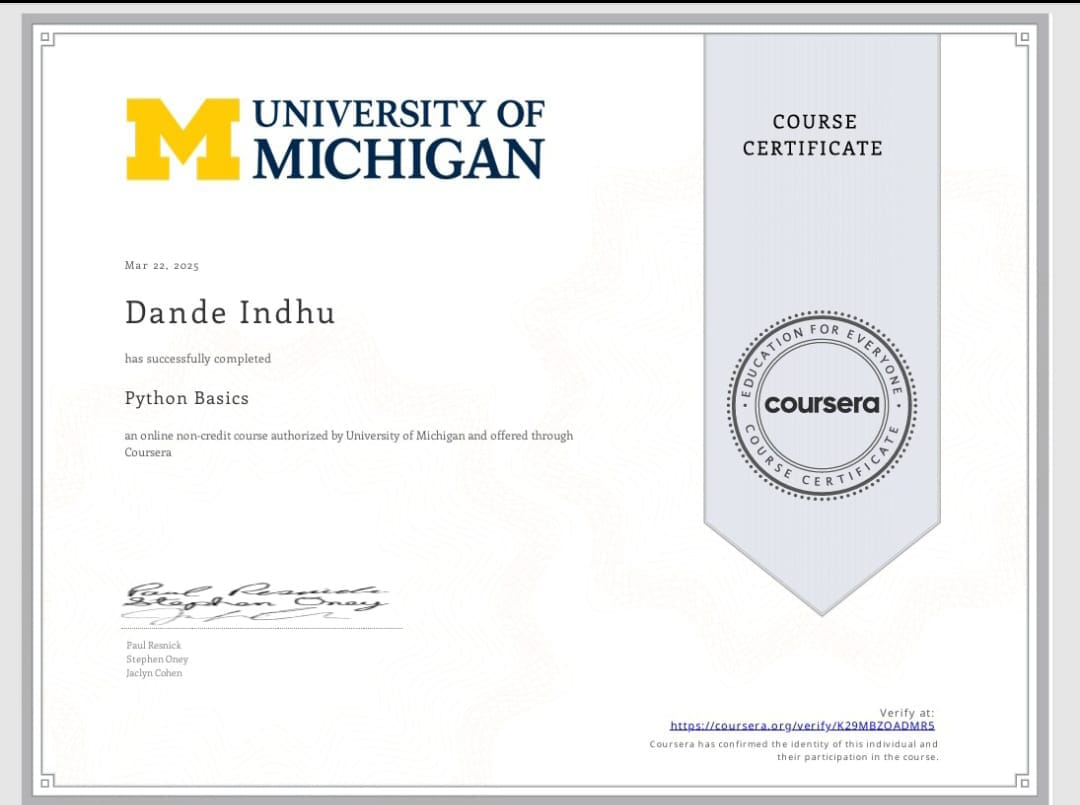 UNIVERSITY OF
MICHIGAN
COURSE
CERTIFICATE
Mar 22, 2025
Dande Indhu
has successfully completed
Python Basics
an online non-credit course authorized by University of Michigan and offered through
Coursera
EDUCATION FOR EVERYONE
coursera
COURSE CERTIFICATE
Paul Resnick
Stephen Oney
Paul Resnick
Stephen Oney
Jaclyn Cohen
Verify at:
https://coursera.org/verify/K29MBZOADMR5
Coursera has confirmed the identity of this individual and
their participation in the course.